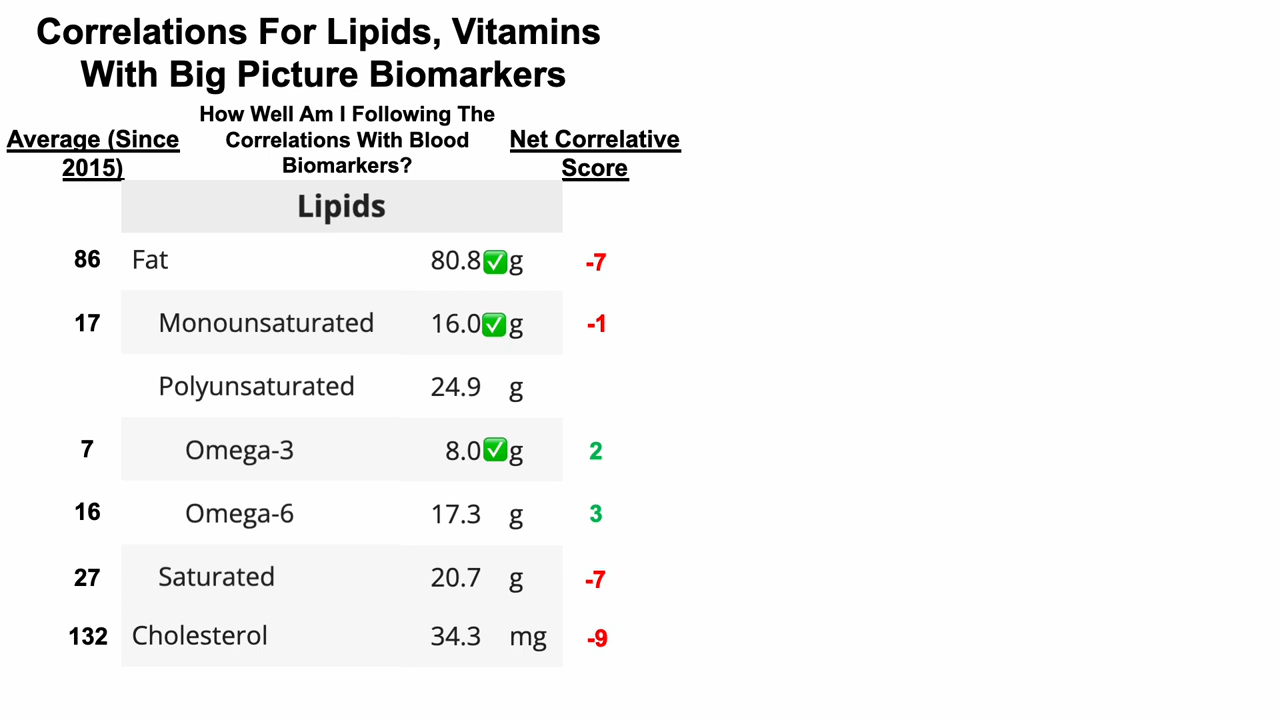 Correlations For Lipids, Vitamins
With Big Picture Biomarkers
How Well Am I Following The
Correlations With Blood
Biomarkers?
Average (Since
2015)
Net Correlative
Score
Lipids
86 Fat 80.8 ✅ g -7
17 Monounsaturated 16.0 ✅ g -1
Polyunsaturated 24.9 g
7 Omega-3 8.0 ✅ g 2
16 Omega-6 17.3 g 3
27 Saturated 20.7 g -7
132 Cholesterol 34.3 mg -9